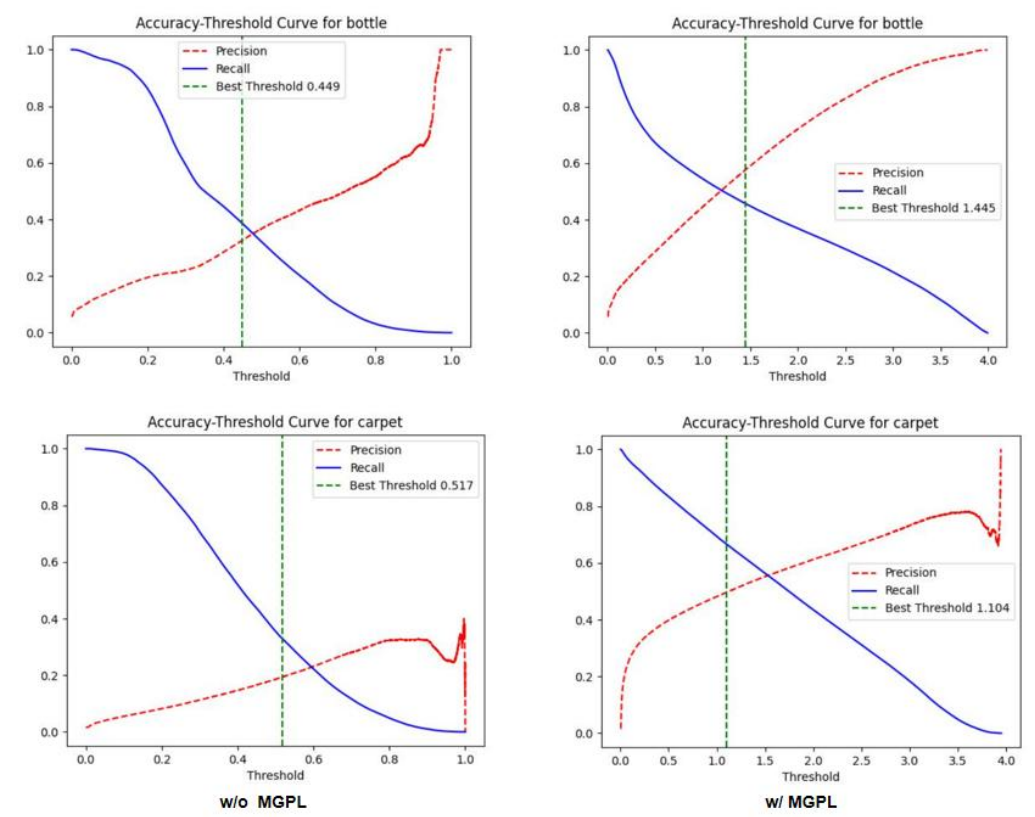 Accuracy-Threshold Curve for bottle
Precision
Recall
Best Threshold 0.449
1.0
0.8
0.6
0.4
0.2
0.0
0.0 0.2 0.4 0.6 0.8 1.0
Threshold
Accuracy-Threshold Curve for bottle
Precision
Recall
Best Threshold 1.445
1.0
0.8
0.6
0.4
0.2
0.0
0.0 0.5 1.0 1.5 2.0 2.5 3.0 3.5 4.0
Threshold
Accuracy-Threshold Curve for carpet
Precision
Recall
Best Threshold 0.517
1.0
0.8
0.6
0.4
0.2
0.0
0.0 0.2 0.4 0.6 0.8 1.0
Threshold
w/o MGPL
Accuracy-Threshold Curve for carpet
Precision
Recall
Best Threshold 1.104
1.0
0.8
0.6
0.4
0.2
0.0
0.0 0.5 1.0 1.5 2.0 2.5 3.0 3.5 4.0
Threshold
w/ MGPL